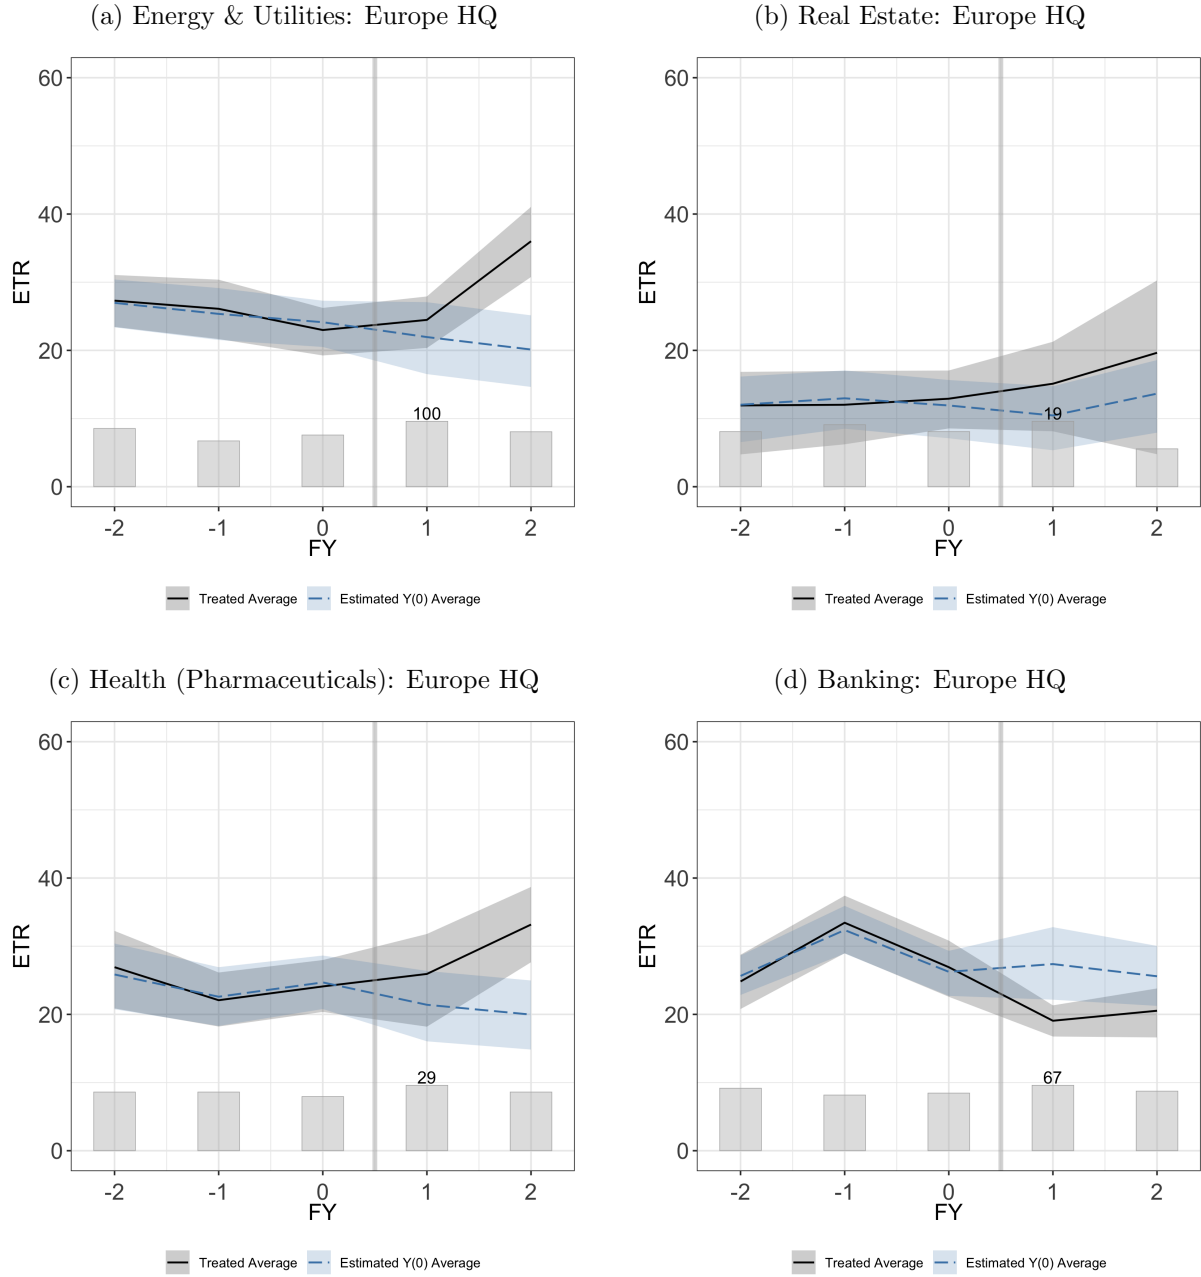 (a) Energy & Utilities: Europe HQ
60
40
20
0
ETR
100
-2 -1 0 1 2
FY
Treated Average Estimated Y(0) Average
(b) Real Estate: Europe HQ
60
40
20
0
ETR
19
-2 -1 0 1 2
FY
Treated Average Estimated Y(0) Average
(c) Health (Pharmaceuticals): Europe HQ
60
40
20
0
ETR
29
-2 -1 0 1 2
FY
Treated Average Estimated Y(0) Average
(d) Banking: Europe HQ
60
40
20
0
ETR
67
-2 -1 0 1 2
FY
Treated Average Estimated Y(0) Average